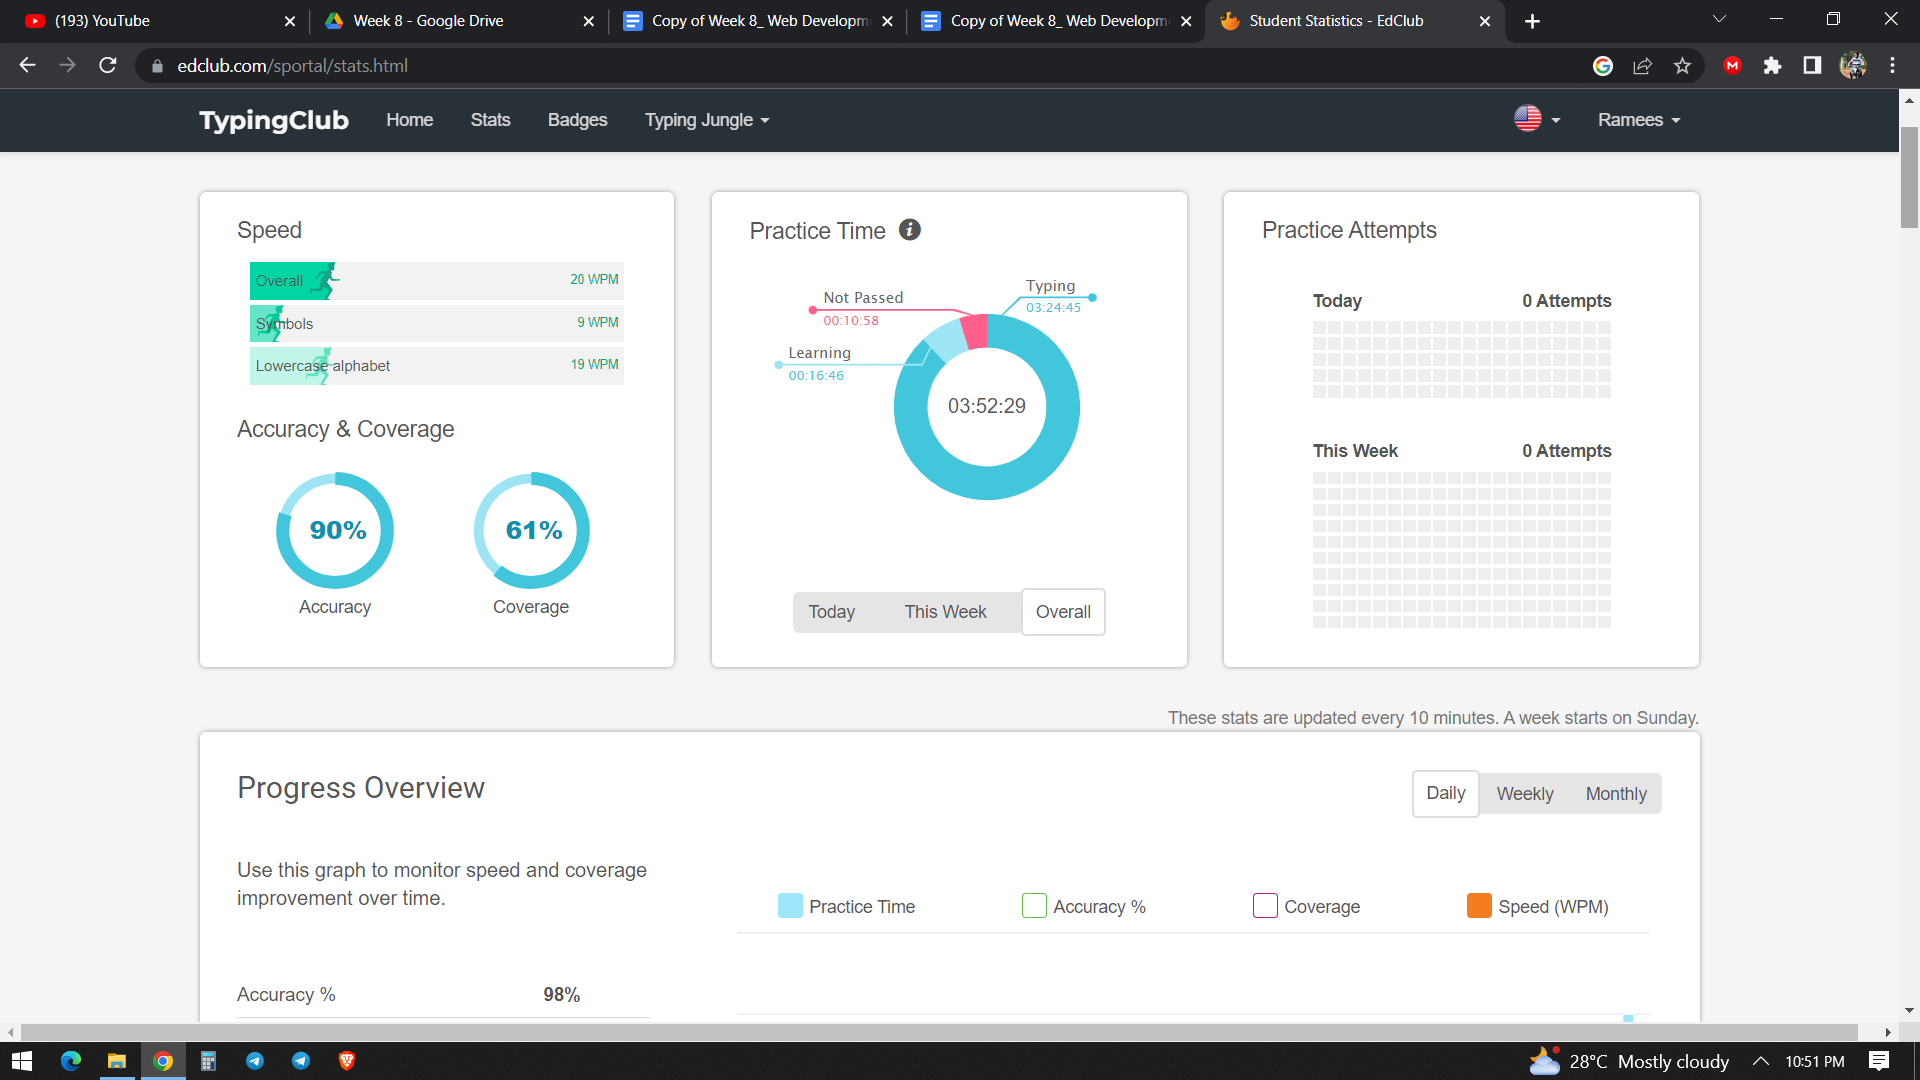 (193) YouTube
Week 8 - Google Drive
Copy of Week 8_ Web Developm
Copy of Week 8_ Web Developm
Student Statistics - EdClub
edclub.com/sportal/stats.html
TypingClub
Home
Stats
Badges
Typing Jungle
Ramees
Speed
Overall 20 WPM
Symbols 9 WPM
Lowercase alphabet 19 WPM
Accuracy & Coverage
90%
61%
Accuracy
Coverage
Practice Time
Typing
03:24:45
Not Passed
00:10:58
Learning
00:16:46
03:52:29
Today
This Week
Overall
Practice Attempts
Today 0 Attempts
This Week 0 Attempts
These stats are updated every 10 minutes. A week starts on Sunday.
Progress Overview
Daily
Weekly
Monthly
Use this graph to monitor speed and coverage
improvement over time.
Practice Time
Accuracy %
Coverage
Speed (WPM)
Accuracy % 98%
28°C Mostly cloudy
10:51 PM